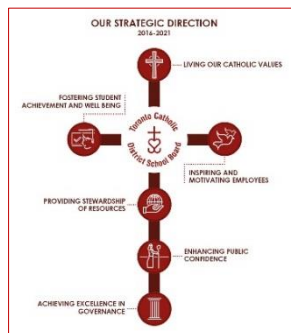 OUR STRATEGIC DIRECTION
2016-2021
LIVING OUR CATHOLIC VALUES
FOSTERING STUDENT
ACHIEVEMENT AND WELL BEING
Toronto Catholic
District School Board
INSPIRING AND
MOTIVATING EMPLOYEES
PROVIDING STEWARDSHIP
OF RESOURCES
ENHANCING PUBLIC
CONFIDENCE
ACHIEVING EXCELLENCE IN
GOVERNANCE